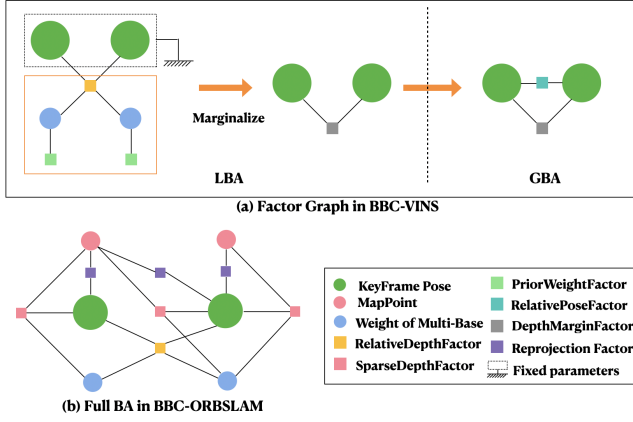 Marginalize
LBA
GBA
(a) Factor Graph in BBC-VINS
KeyFrame Pose
MapPoint
Weight of Multi-Base
RelativeDepthFactor
SparseDepthFactor
PriorWeightFactor
RelativePoseFactor
DepthMarginFactor
Reprojection Factor
Fixed parameters
(b) Full BA in BBC-ORBSLAM